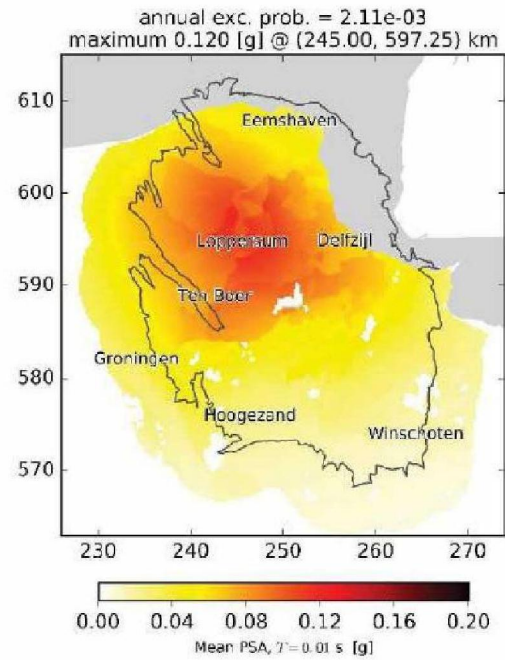 annual exc. prob. = 2.11e-03
maximum 0.120 [g] @ (245.00, 597.25) km
610
Eemshaven
600
Loppersum Delfzijl
590
Ten Boer
Groningen
580
Hoogezand
Winschoten
570
230 240 250 260 270
0.00 0.04 0.08 0.12 0.16 0.20
Mean PSA, T=0.01 s [g]